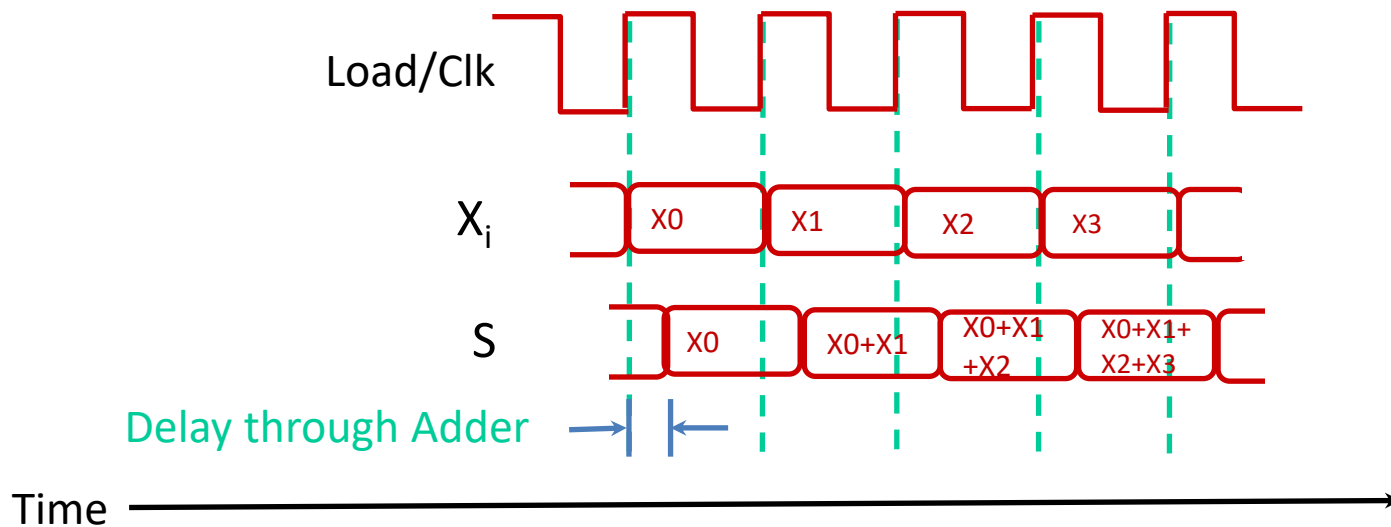 Load/Clk
Xi
X0
X1
X2
X3
S
X0
X0+X1
X0+X1
+X2
X0+X1+
X2+X3
Delay through Adder
Time